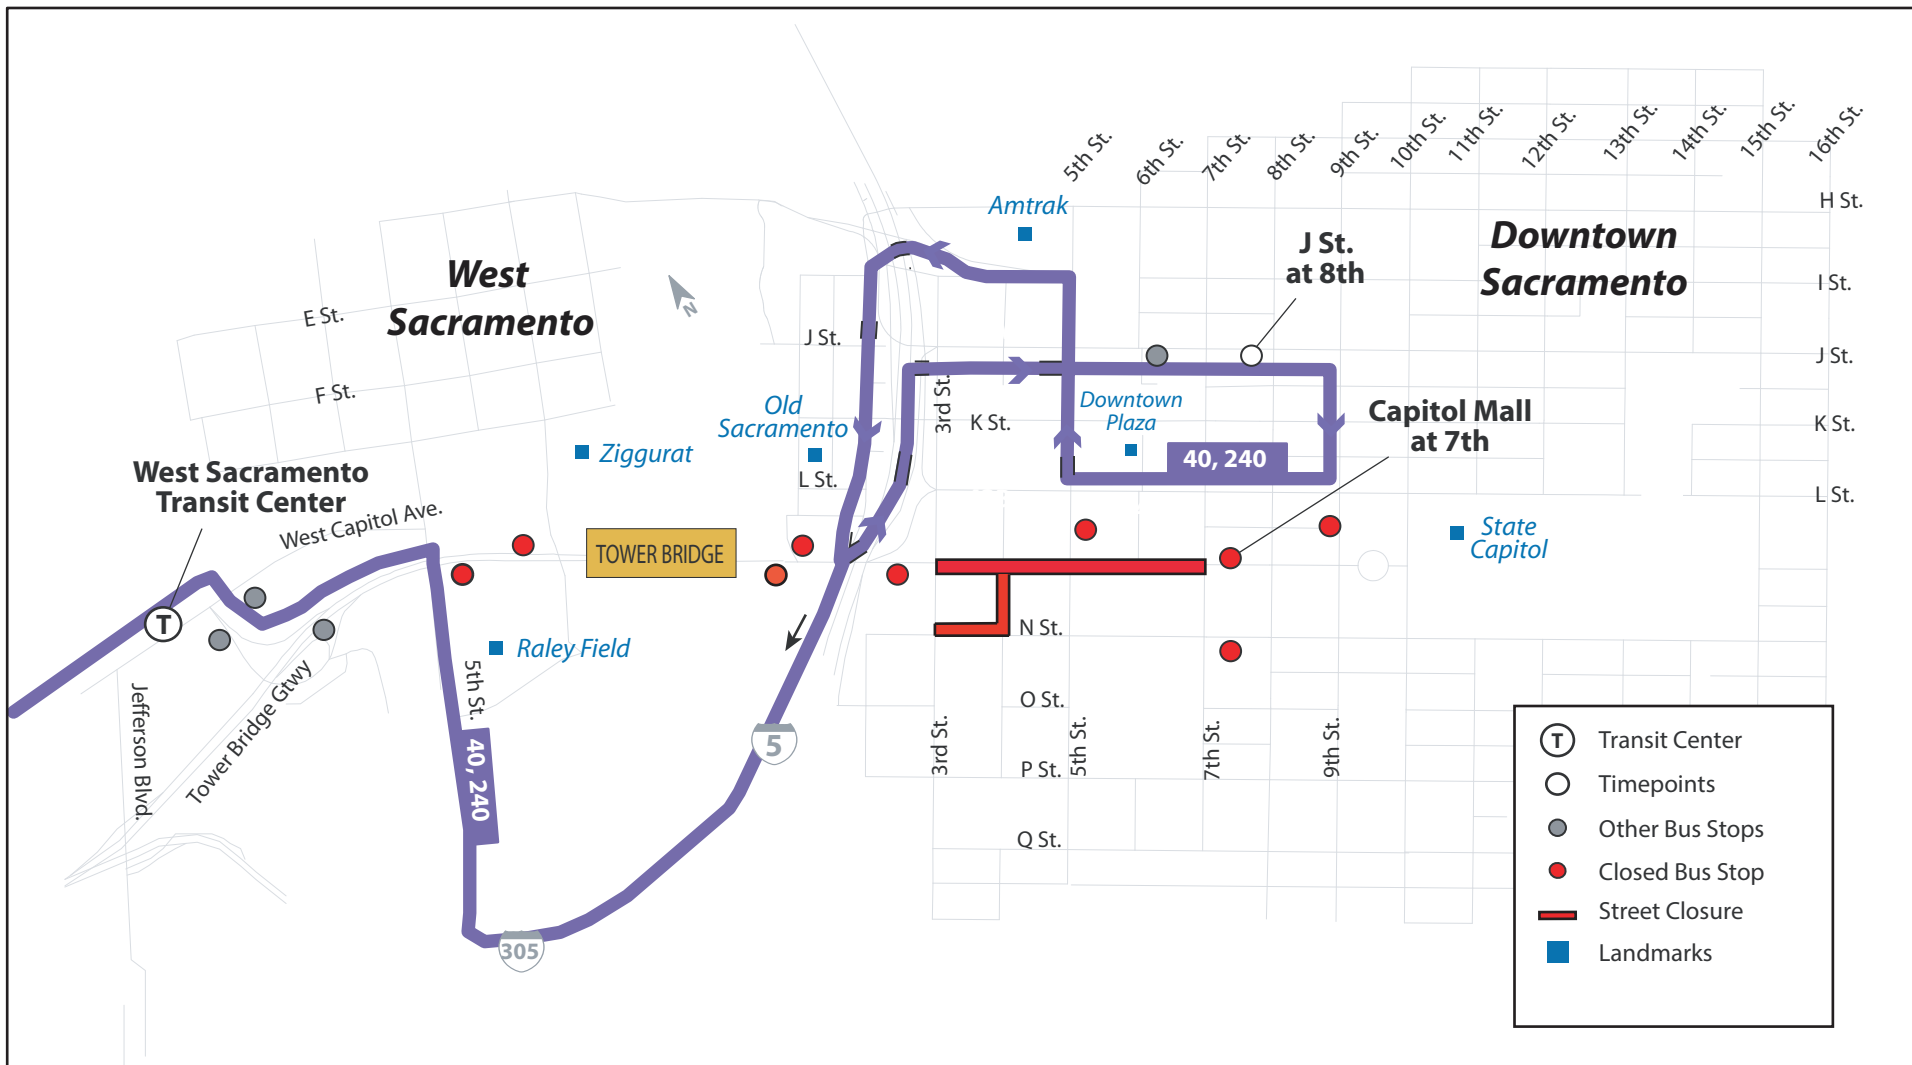 5th St.
6th St.
7th St.
8th St.
9th St.
10th St.
11th St.
12th St.
13th St.
14th St.
15th St.
16th St.
H St.
Amtrak
J St.
at 8th
Downtown
Sacramento
West
Sacramento
N
I St.
E St.
J St.
J St.
F St.
3rd St.
Old
Sacramento
K St.
Downtown
Plaza
Capitol Mall
at 7th
K St.
Ziggurat
40, 240
West Sacramento
Transit Center
L St.
L St.
West Capitol Ave.
TOWER BRIDGE
State
Capitol
T
N St.
Raley Field
5th St.
Jefferson Blvd.
Tower Bridge Gtwy
O St.
3rd St.
5th St.
7th St.
9th St.
5
40, 240
P St.
Q St.
305
T Transit Center
Timepoints
Other Bus Stops
Closed Bus Stop
Street Closure
Landmarks